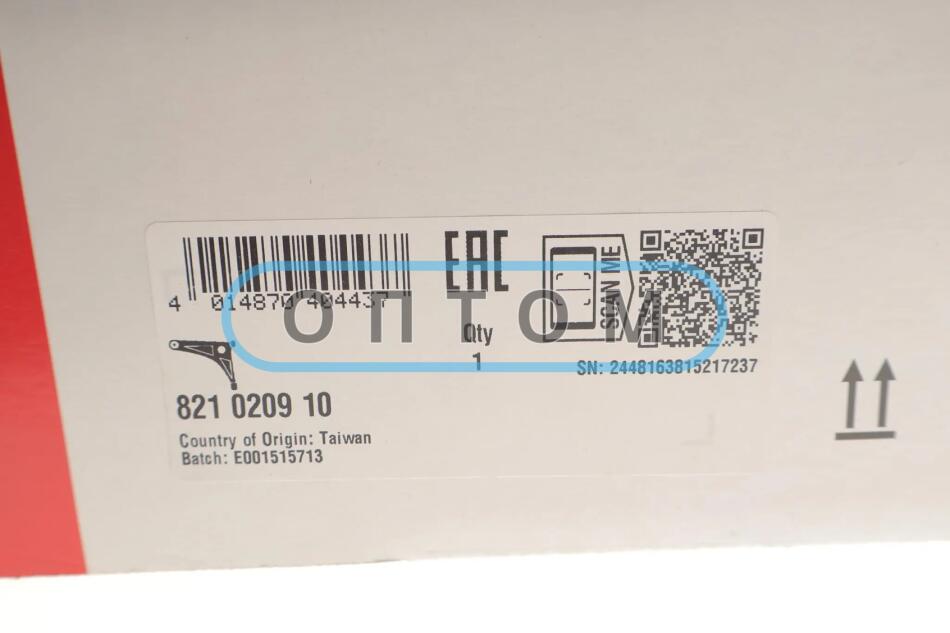 EAC
SCAN ME
4 014870 404437
ОПТОМ
Qty
1
SN: 2448163815217237
821 0209 10
Country of Origin: Taiwan
Batch: E001515713